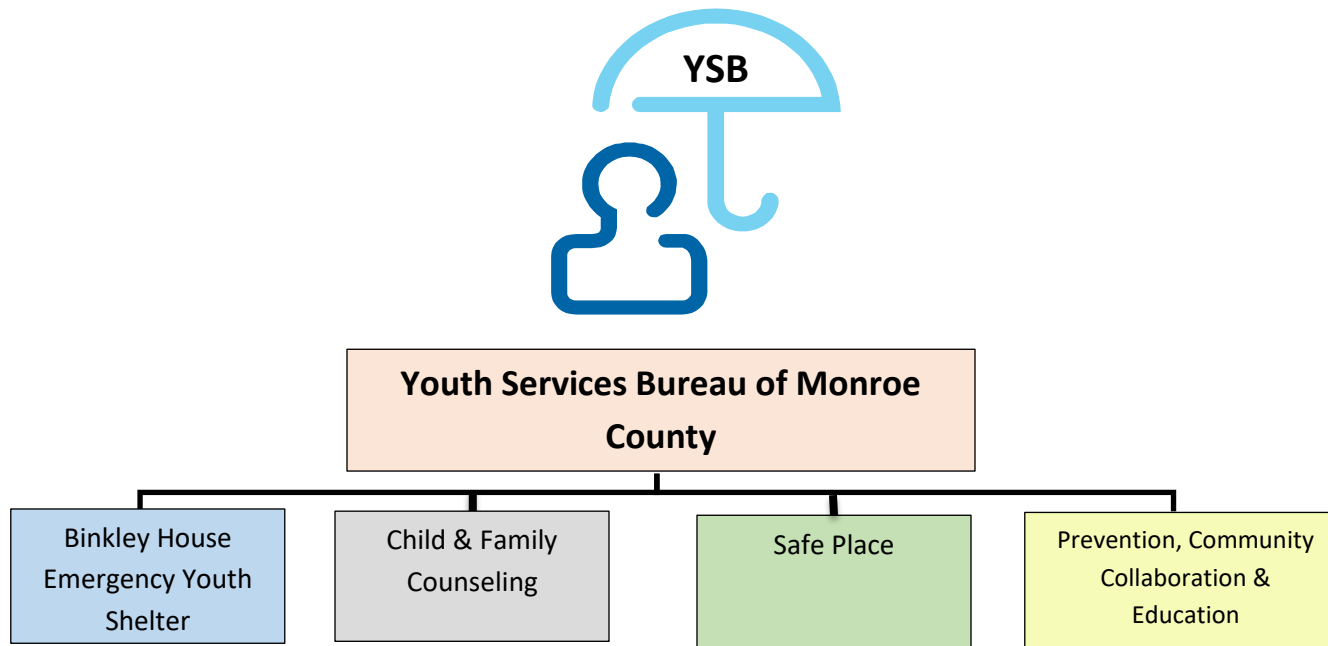 YSB
Youth Services Bureau of Monroe
County
Binkley House
Emergency Youth
Shelter
Child & Family
Counseling
Safe Place
Prevention, Community
Collaboration &
Education